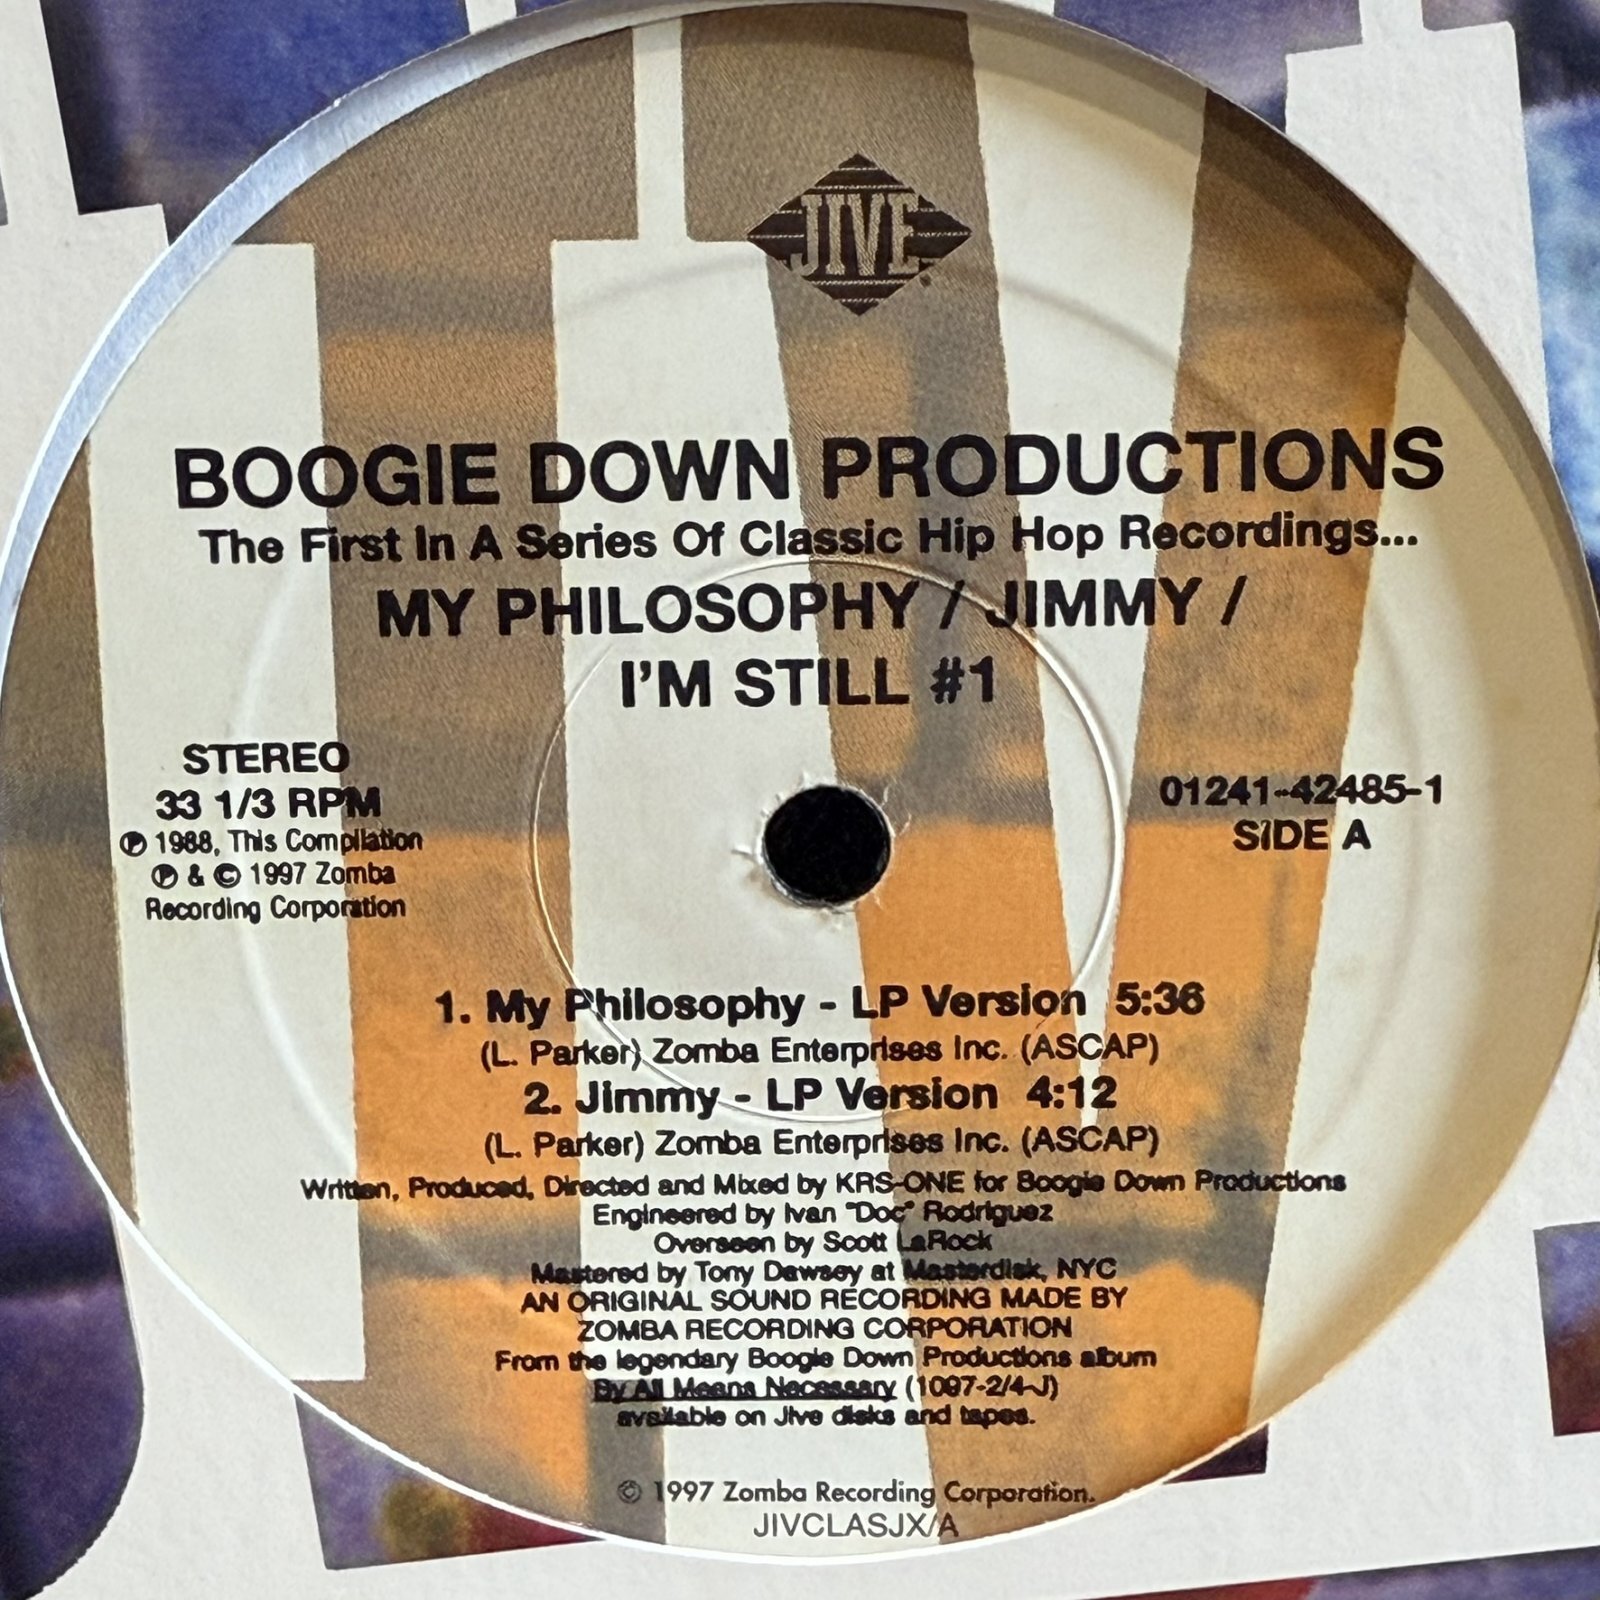 JIVE
BOOGIE DOWN PRODUCTIONS
The First In A Series Of Classic Hip Hop Recordings...
MY PHILOSOPHY / JIMMY /
I'M STILL #1
STEREO
33 1/3 RPM
℗ 1988, This Compilation
℗ & © 1997 Zomba
Recording Corporation
01241-42485-1
SIDE A
1. My Philosophy - LP Version 5:36
(L. Parker) Zomba Enterprises Inc. (ASCAP)
2. Jimmy - LP Version 4:12
(L. Parker) Zomba Enterprises Inc. (ASCAP)
Written, Produced, Directed and Mixed by KRS-ONE for Boogie Down Productions
Engineered by Ivan "Doc" Rodriguez
Overseen by Scott LaRock
Mastered by Tony Dawsey at Masterdisk, NYC
AN ORIGINAL SOUND RECORDING MADE BY
ZOMBA RECORDING CORPORATION
From the legendary Boogie Down Productions album
By All Means Necessary (1097-2/4-J)
available on Jive disks and tapes.
© 1997 Zomba Recording Corporation.
JIVCLASJX/A